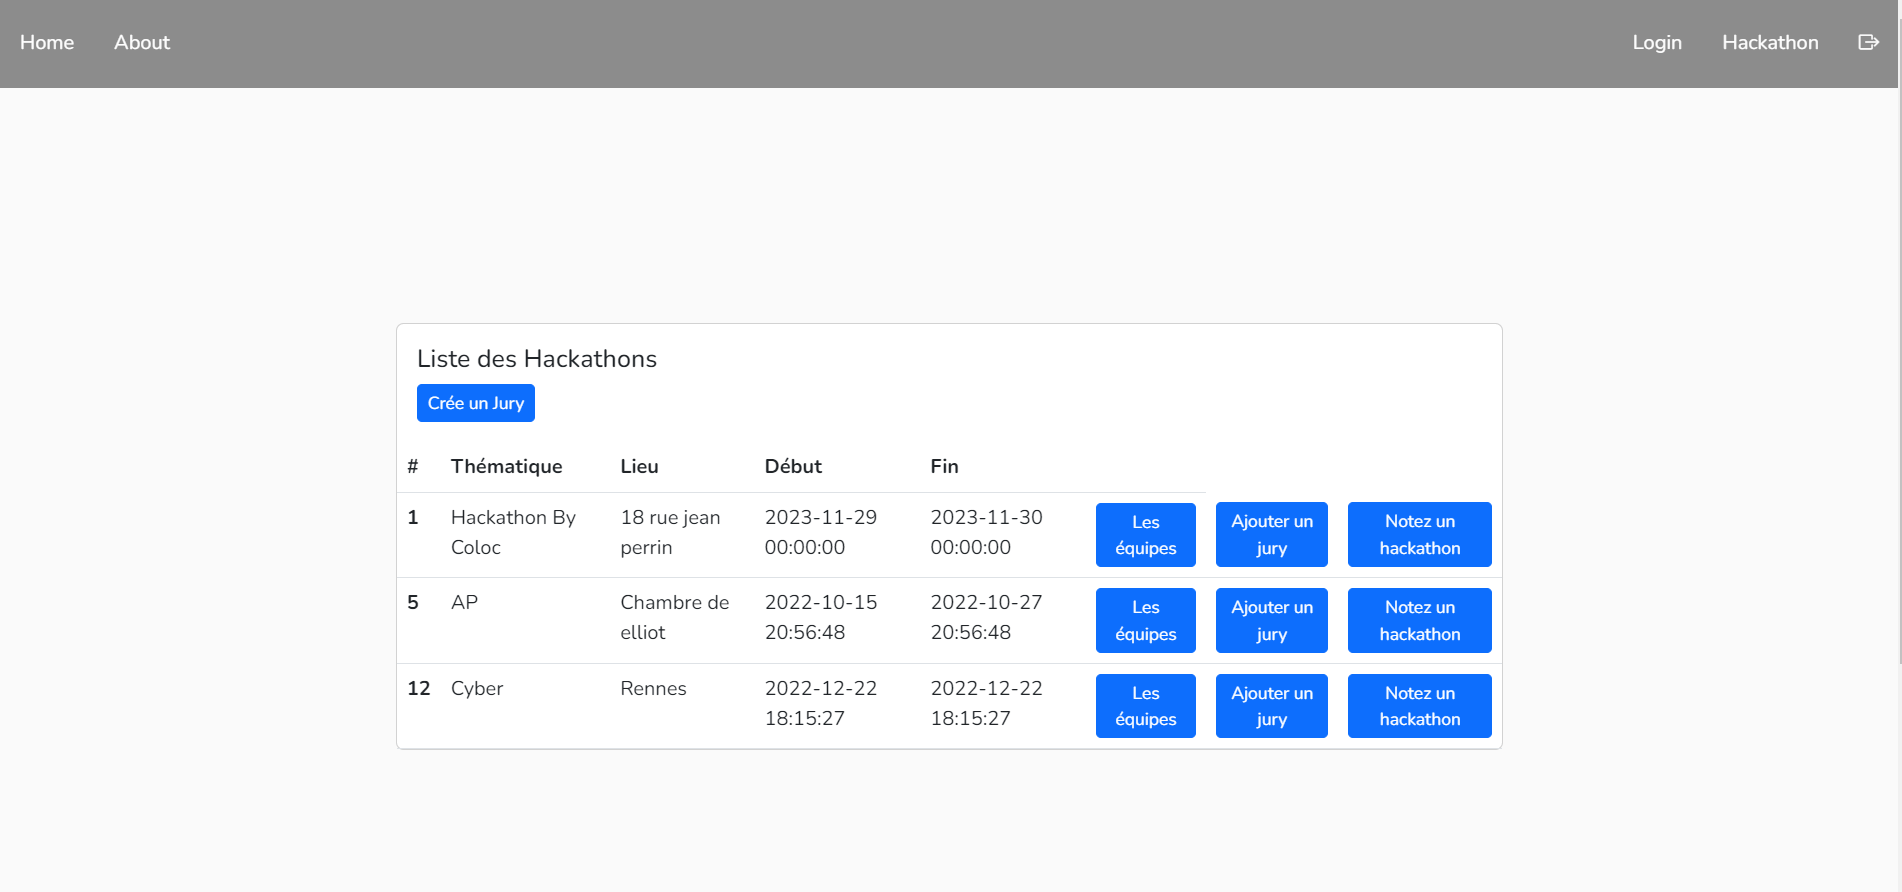 Home About Login Hackathon
Liste des Hackathons
Crée un Jury
# Thématique Lieu Début Fin
1 Hackathon By Coloc 18 rue jean perrin 2023-11-29 00:00:00 2023-11-30 00:00:00 Les équipes Ajouter un jury Notez un hackathon
5 AP Chambre de elliot 2022-10-15 20:56:48 2022-10-27 20:56:48 Les équipes Ajouter un jury Notez un hackathon
12 Cyber Rennes 2022-12-22 18:15:27 2022-12-22 18:15:27 Les équipes Ajouter un jury Notez un hackathon